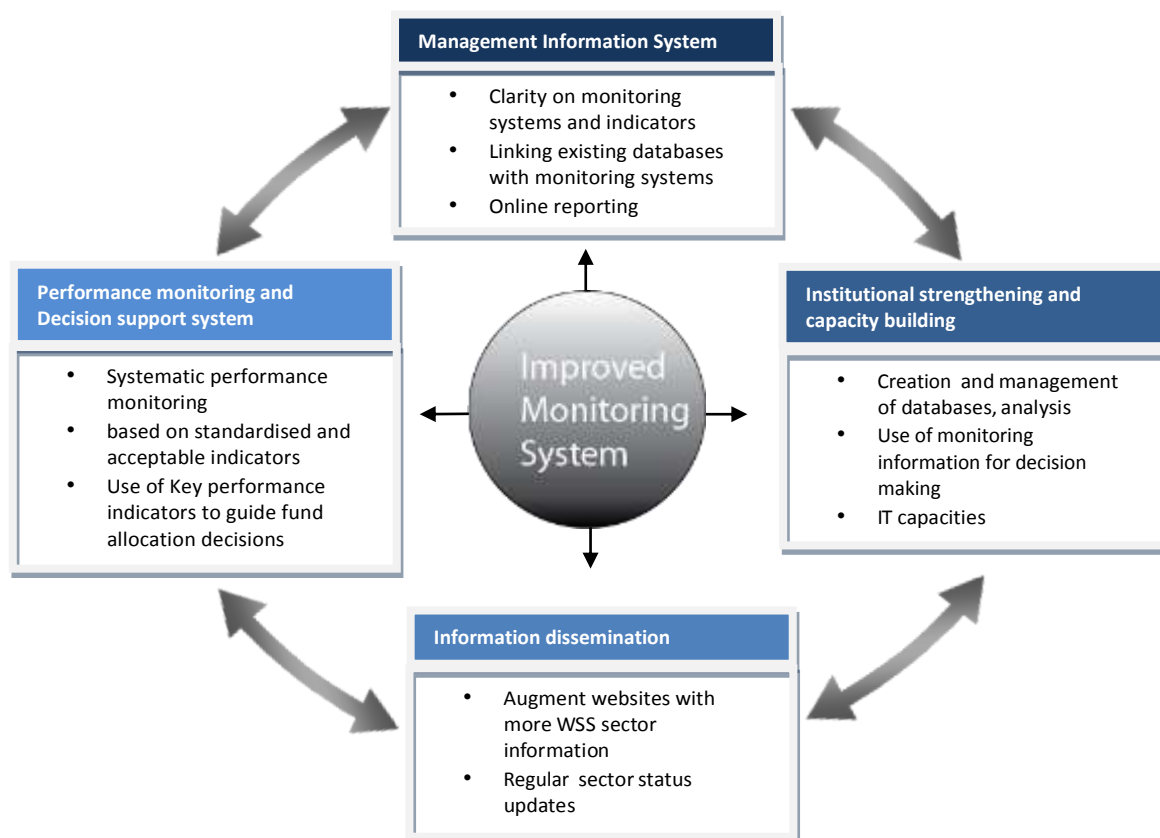 Management Information System
• Clarity on monitoring
systems and indicators
• Linking existing databases
with monitoring systems
• Online reporting
Performance monitoring and
Decision support system
• Systematic performance
monitoring
• based on standardised and
acceptable indicators
• Use of Key performance
indicators to guide fund
allocation decisions
Improved
Monitoring
System
Institutional strengthening and
capacity building
• Creation and management
of databases, analysis
• Use of monitoring
information for decision
making
• IT capacities
Information dissemination
• Augment websites with
more WSS sector
information
• Regular sector status
updates